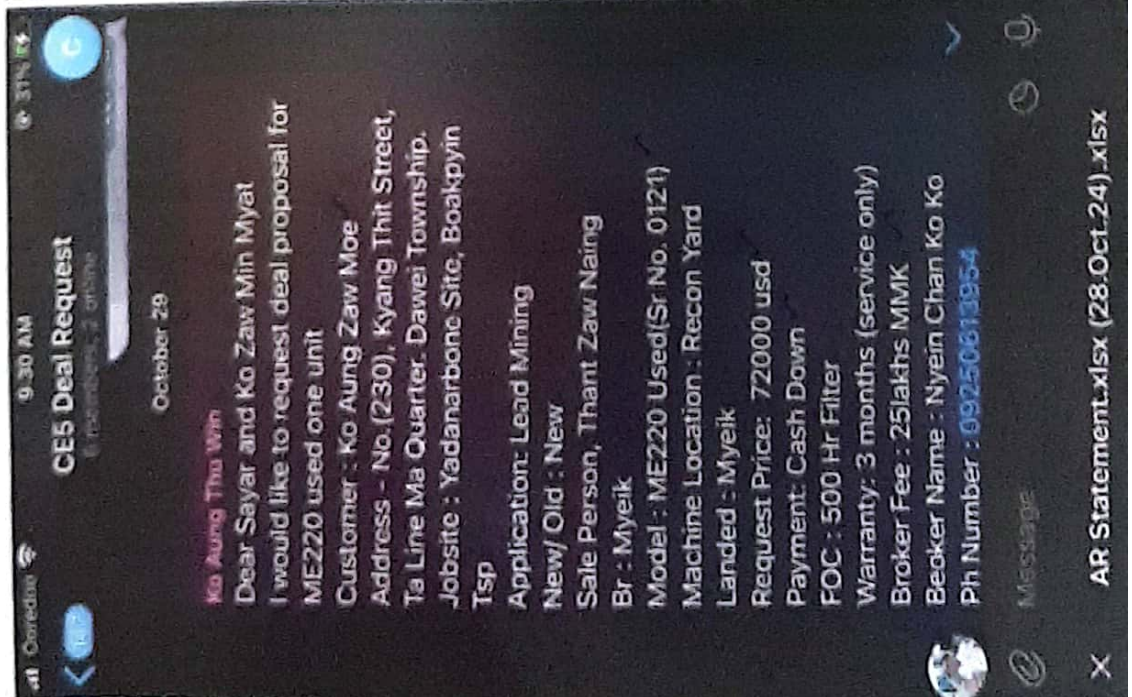 Ooredoo
9:30 AM
31%
CE5 Deal Request
C
October 29
Ko Aung Thu Win
Dear Sayar and Ko Zaw Min Myat
I would like to request deal proposal for
ME220 used one unit
Customer : Ko Aung Zaw Moe
Address - No.(230), Kyang Thit Street,
Ta Line Ma Quarter. Dawei Township.
Jobsite : Yadanarbone Site, Boakpyin
Tsp
Application: Lead Mining
New/ Old : New
Sale Person, Thant Zaw Naing
Br : Myeik
Model : ME220 Used(Sr No. 0121)
Machine Location : Recon Yard
Landed : Myeik
Request Price: 72000 usd
Payment: Cash Down
FOC : 500 Hr Filter
Warranty: 3 months (service only)
Broker Fee : 25lakhs MMK
Becker Name : Nyein Chan Ko Ko
Ph Number : 09250813954
Message
AR Statement.xlsx (28.Oct.24).xlsx